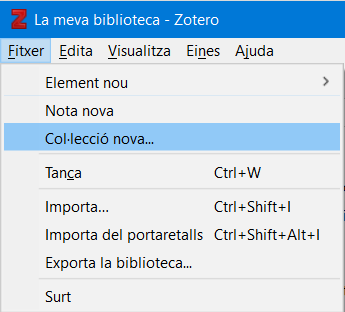 La meva biblioteca - Zotero
Fitxer Edita Visualitza Eines Ajuda
Element nou
Nota nova
Col·lecció nova...
Tanca Ctrl+W
Importa... Ctrl+Shift+I
Importa del portaretalls Ctrl+Shift+Alt+I
Exporta la biblioteca...
Surt